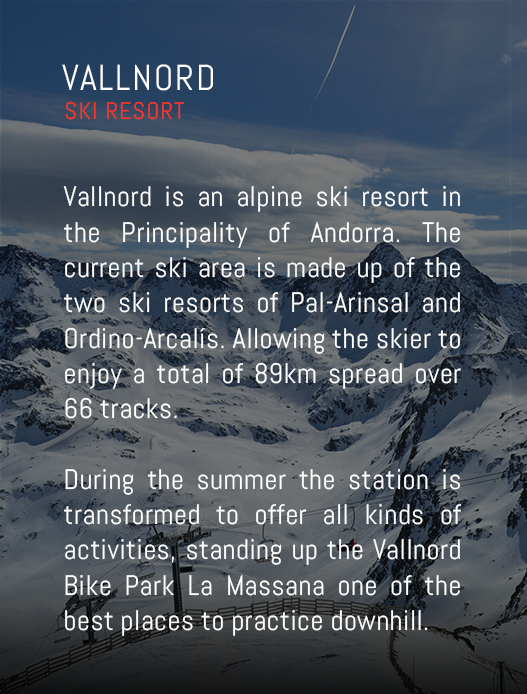 VALLNORD
SKI RESORT
Vallnord is an alpine ski resort in
the Principality of Andorra. The
current ski area is made up of the
two ski resorts of Pal-Arinsal and
Ordino-Arcalís. Allowing the skier to
enjoy a total of 89km spread over
66 tracks.
During the summer the station is
transformed to offer all kinds of
activities, standing up the Vallnord
Bike Park La Massana one of the
best places to practice downhill.